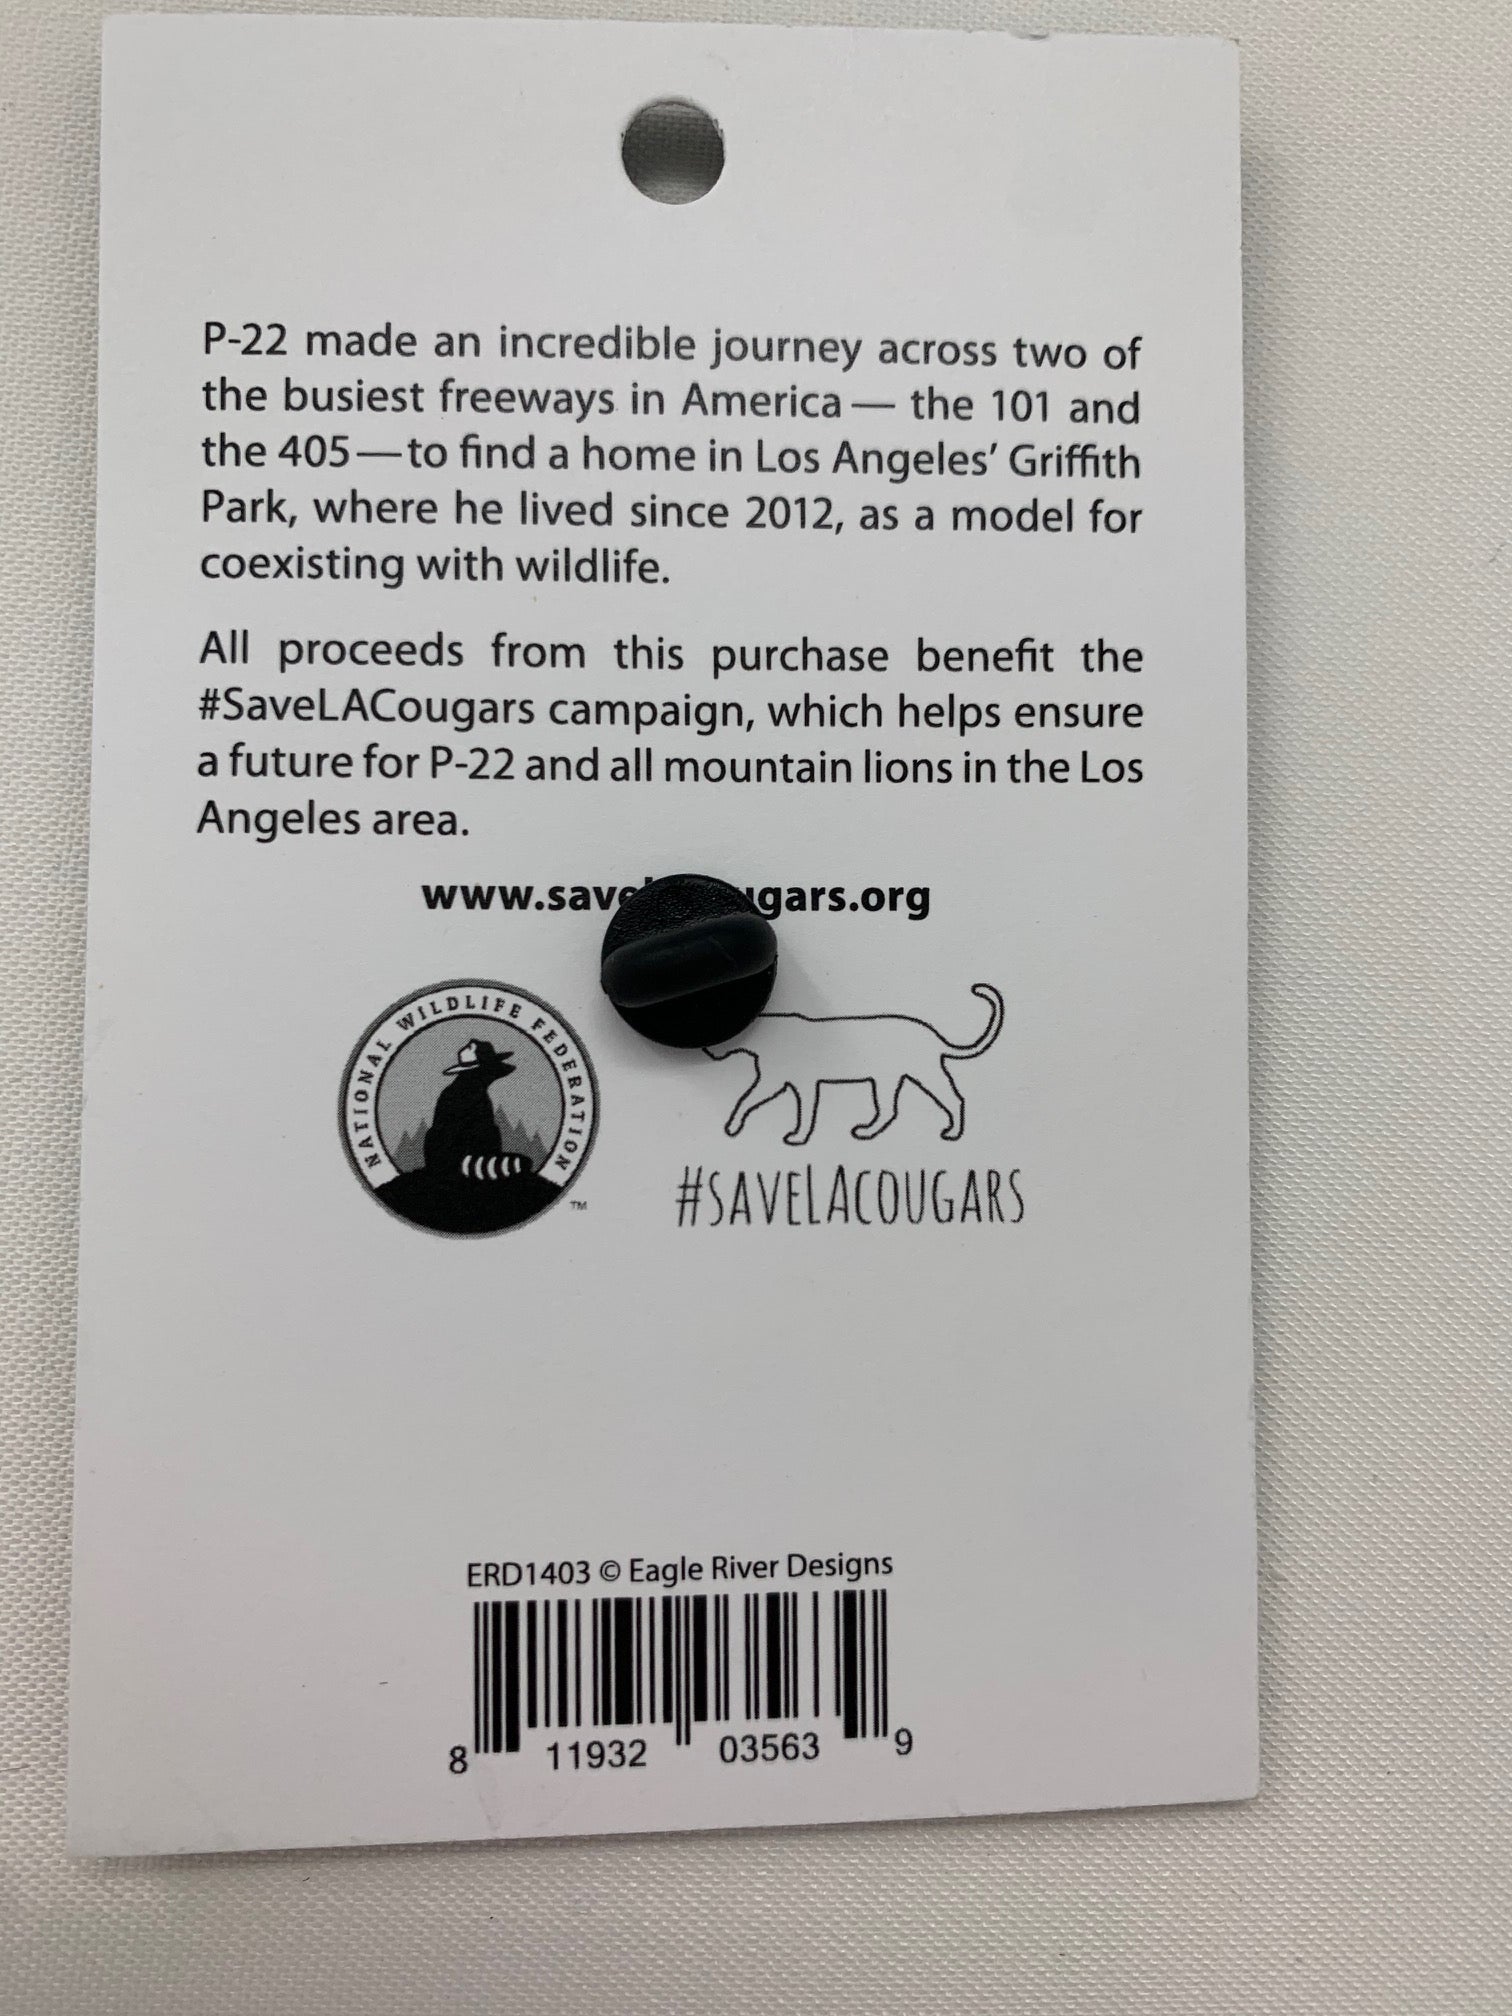 P-22 made an incredible journey across two of
the busiest freeways in America — the 101 and
the 405—to find a home in Los Angeles' Griffith
Park, where he lived since 2012, as a model for
coexisting with wildlife.
All proceeds from this purchase benefit the
#SaveLACougars campaign, which helps ensure
a future for P-22 and all mountain lions in the Los
Angeles area.
NATIONAL WILDLIFE FEDERATION
TM
#SAVELACOUGARS
ERD1403 © Eagle River Designs
8 11932 03563 9